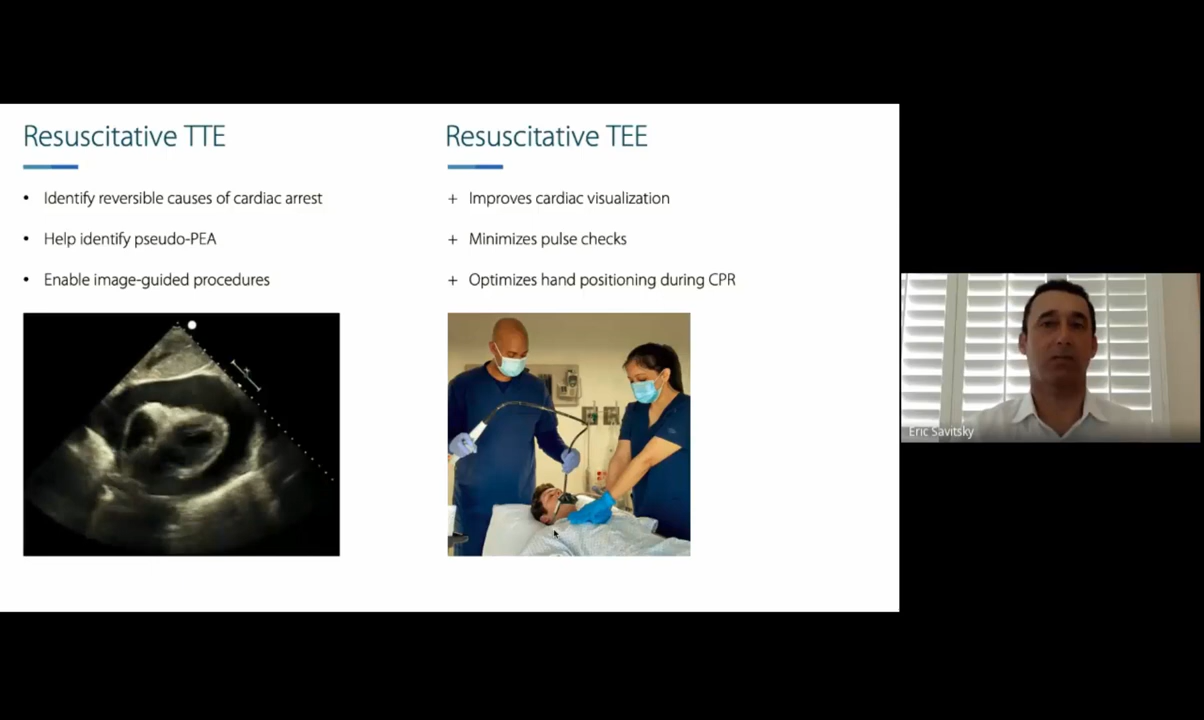 Resuscitative TTE
• Identify reversible causes of cardiac arrest
• Help identify pseudo-PEA
• Enable image-guided procedures
Resuscitative TEE
+ Improves cardiac visualization
+ Minimizes pulse checks
+ Optimizes hand positioning during CPR
Eric Savitsky